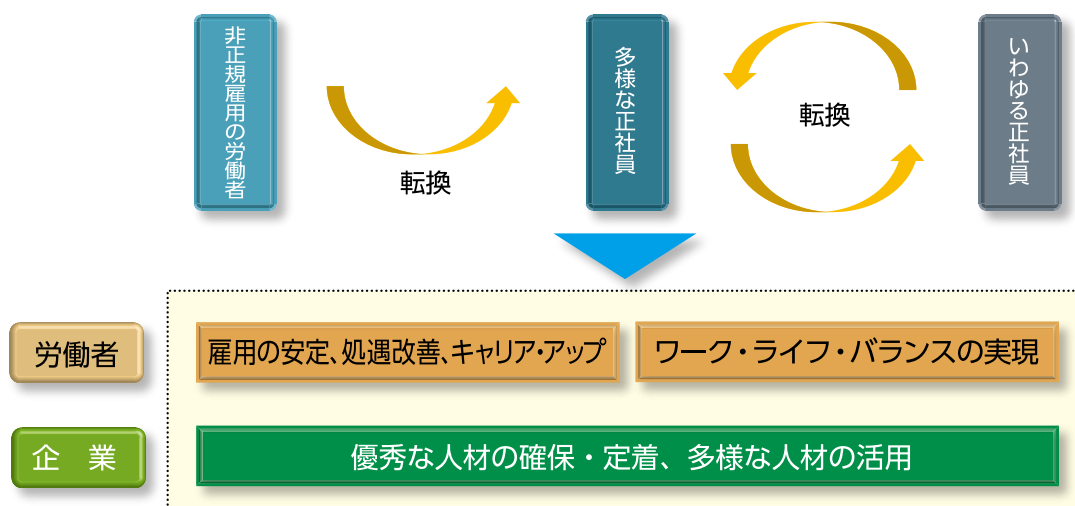 非正規雇用の労働者
多様な正社員
いわゆる正社員
転換
転換
労働者
雇用の安定、処遇改善、キャリア・アップ
ワーク・ライフ・バランスの実現
企　業
優秀な人材の確保・定着、多様な人材の活用